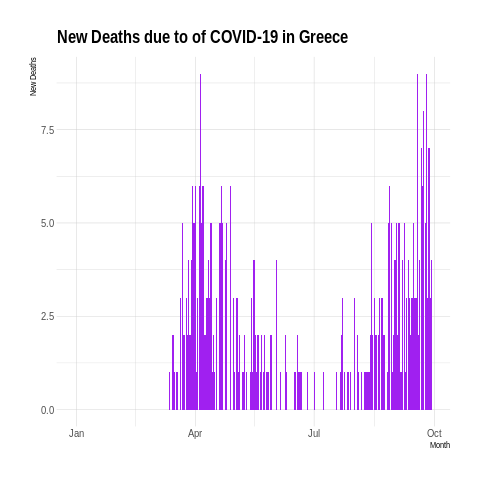 New Deaths due to of COVID-19 in Greece
New Deaths
7.5
5.0
2.5
0.0
Jan Apr Jul Oct
Month